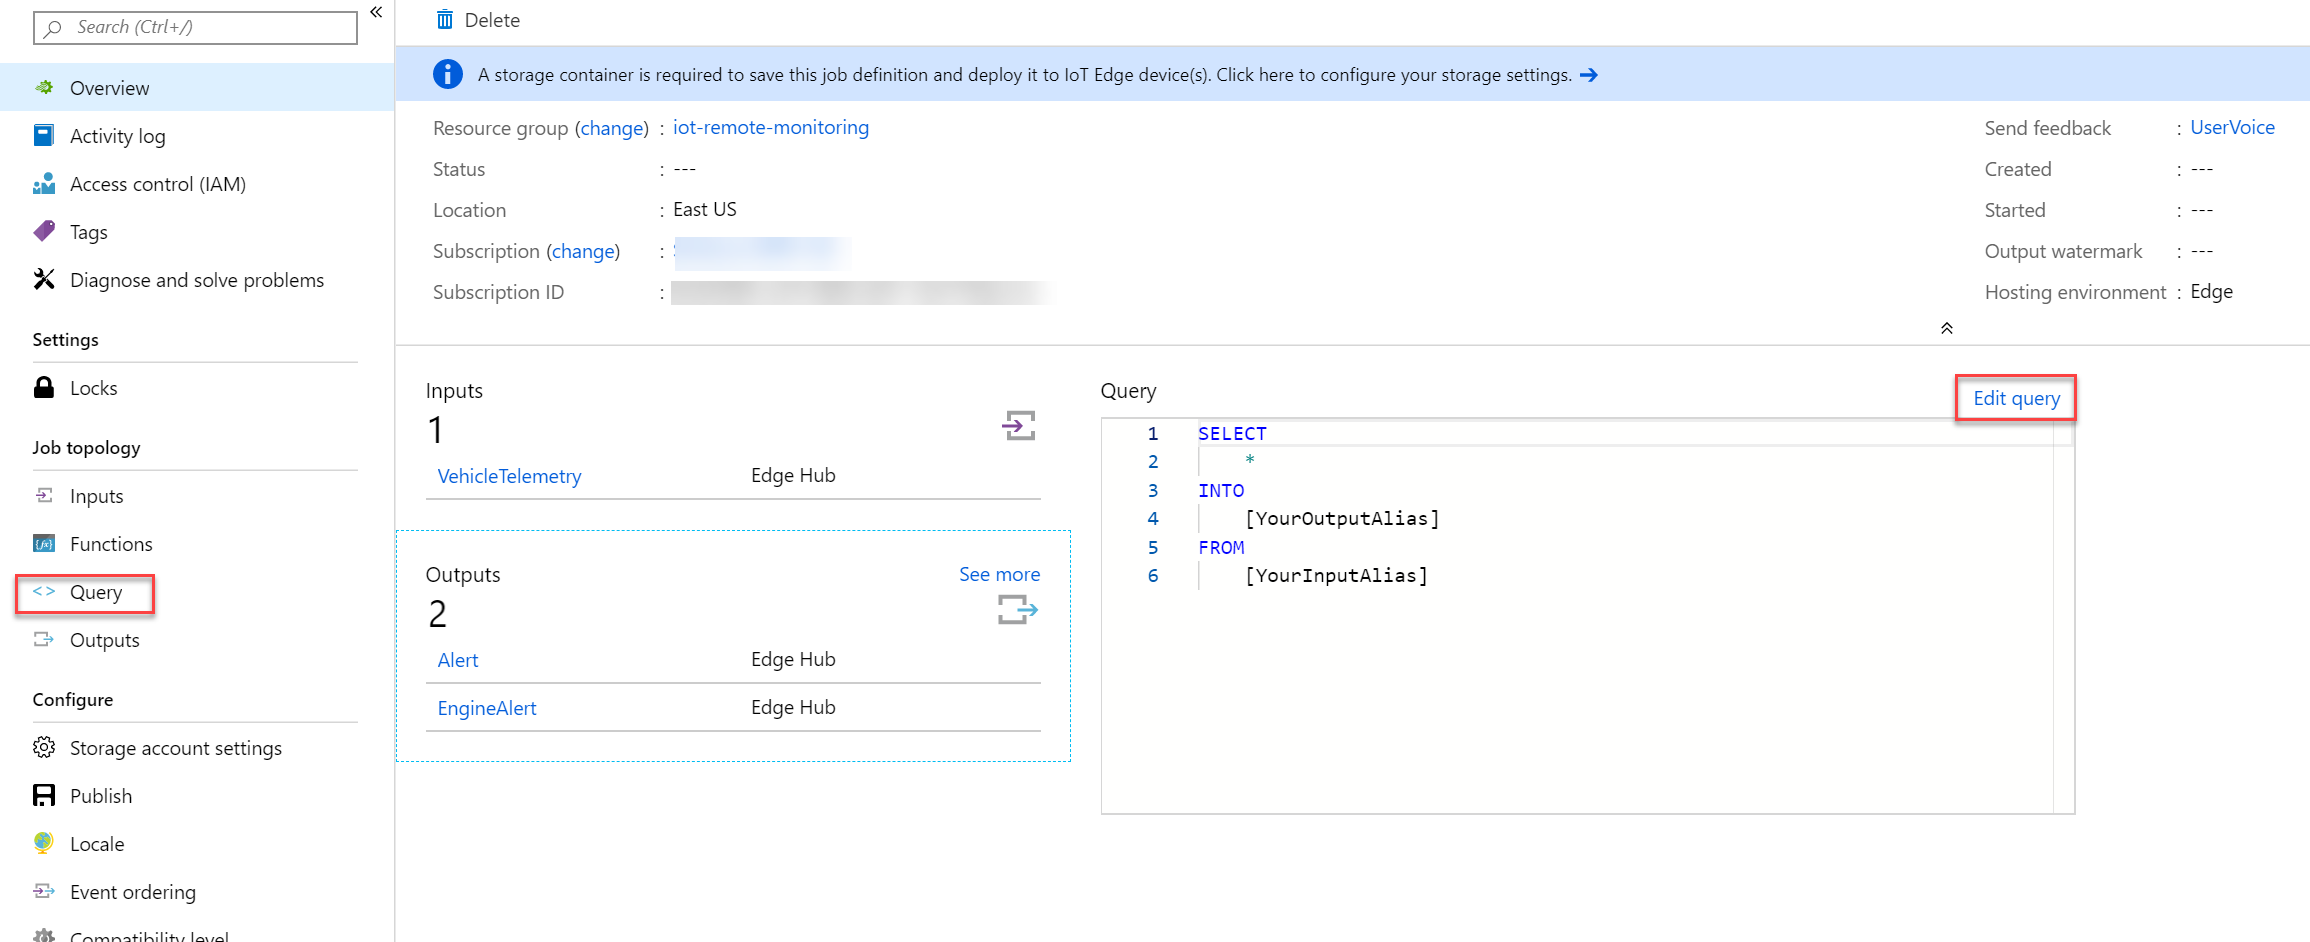 Search (Ctrl+/)
«
Overview
Activity log
Access control (IAM)
Tags
Diagnose and solve problems
Settings
Locks
Job topology
Inputs
Functions
<> Query
Outputs
Configure
Storage account settings
Publish
Locale
Event ordering
Compatibility level
Delete
A storage container is required to save this job definition and deploy it to IoT Edge device(s). Click here to configure your storage settings. →
Resource group (change) : iot-remote-monitoring
Status : ---
Location : East US
Subscription (change) :
Subscription ID :
Send feedback : UserVoice
Created : ---
Started : ---
Output watermark : ---
Hosting environment : Edge
Inputs
1
VehicleTelemetry Edge Hub
Outputs See more
2
Alert Edge Hub
EngineAlert Edge Hub
Query Edit query
1 SELECT
2 *
3 INTO
4 [YourOutputAlias]
5 FROM
6 [YourInputAlias]